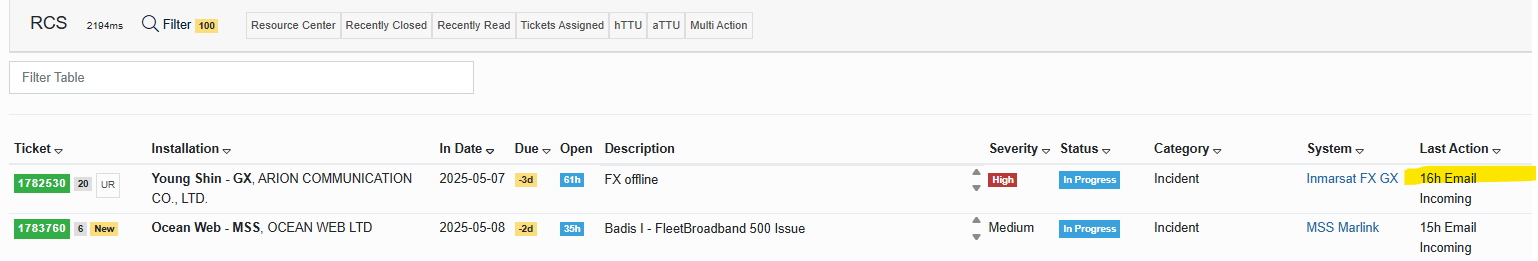 RCS 2194ms Filter 100 Resource Center Recently Closed Recently Read Tickets Assigned hTTU aTTU Multi Action
Filter Table
Ticket Installation In Date Due Open Description Severity Status Category System Last Action
1782530 20 UR Young Shin - GX, ARION COMMUNICATION 2025-05-07 -3d 61h FX offline High In Progress Incident Inmarsat FX GX 16h Email
CO., LTD. Incoming
1783760 6 New Ocean Web - MSS, OCEAN WEB LTD 2025-05-08 -2d 35h Badis I - FleetBroadband 500 Issue Medium In Progress Incident MSS Marlink 15h Email
Incoming